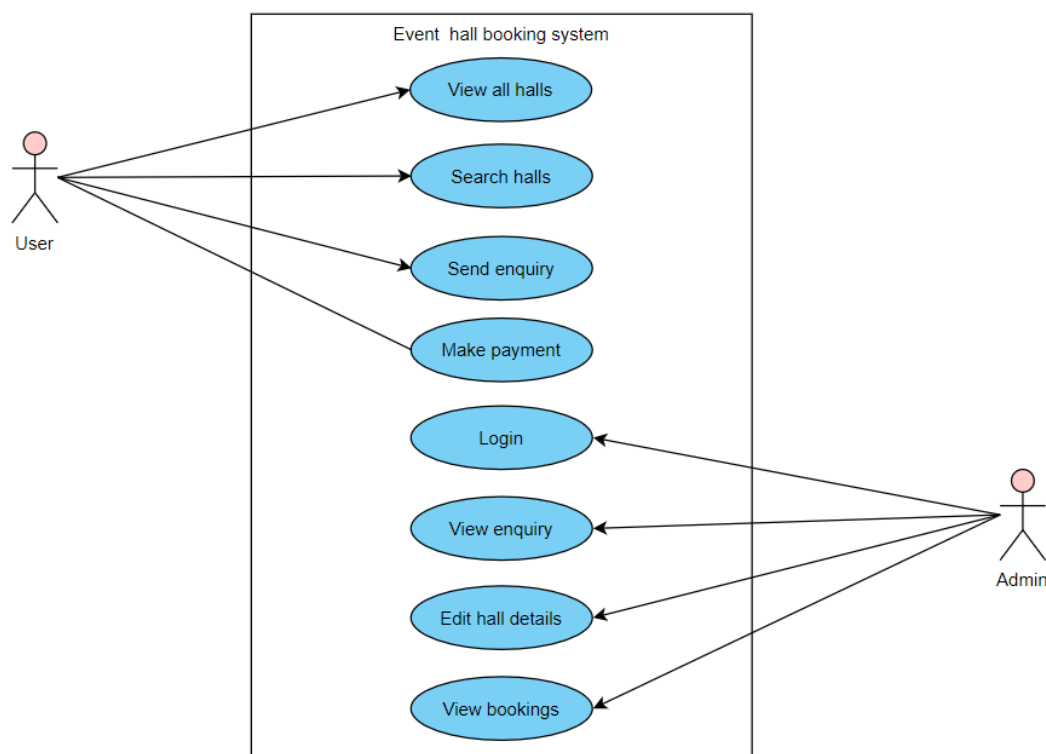 Event hall booking system
View all halls
Search halls
User
Send enquiry
Make payment
Login
View enquiry
Admin
Edit hall details
View bookings